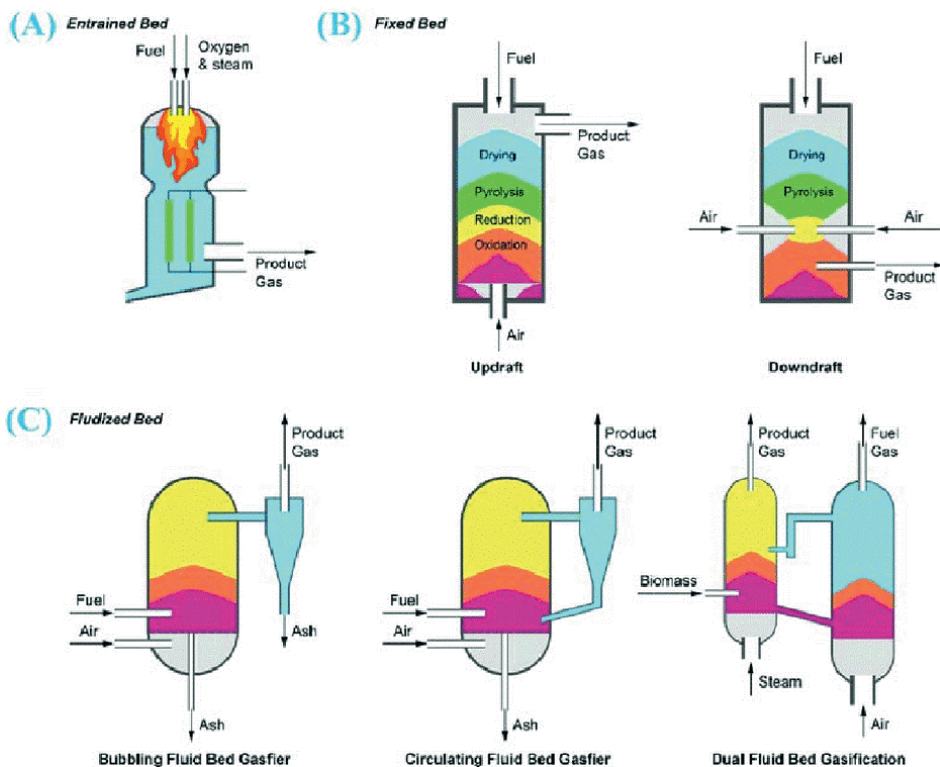 (A) Entrained Bed
Fuel
Oxygen
& steam
Product
Gas
(B) Fixed Bed
Fuel
Product
Gas
Drying
Pyrolysis
Reduction
Oxidation
Air
Updraft
Fuel
Drying
Pyrolysis
Air
Air
Product
Gas
Downdraft
(C) Fludized Bed
Product
Gas
Fuel
Air
Ash
Ash
Bubbling Fluid Bed Gasfier
Product
Gas
Fuel
Air
Ash
Circulating Fluid Bed Gasfier
Product
Gas
Fuel
Gas
Biomass
Steam
Air
Dual Fluid Bed Gasification